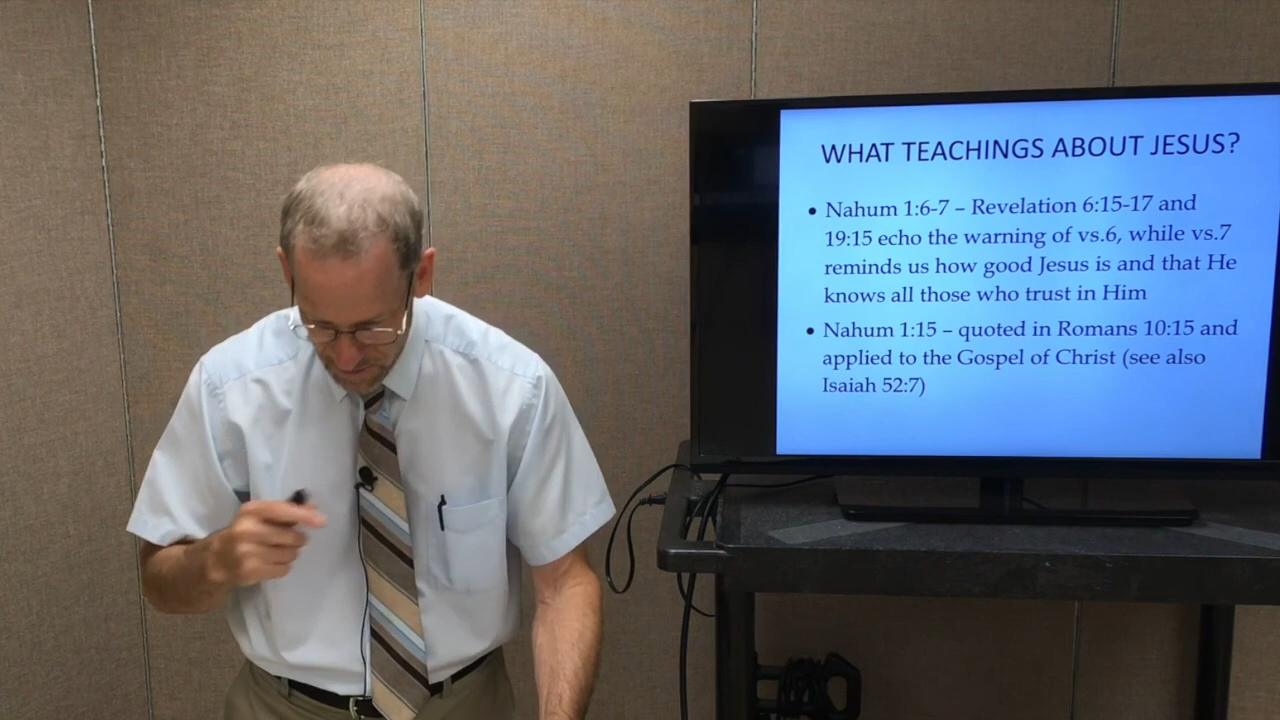 WHAT TEACHINGS ABOUT JESUS?
• Nahum 1:6-7 – Revelation 6:15-17 and
19:15 echo the warning of vs.6, while vs.7
reminds us how good Jesus is and that He
knows all those who trust in Him
• Nahum 1:15 – quoted in Romans 10:15 and
applied to the Gospel of Christ (see also
Isaiah 52:7)